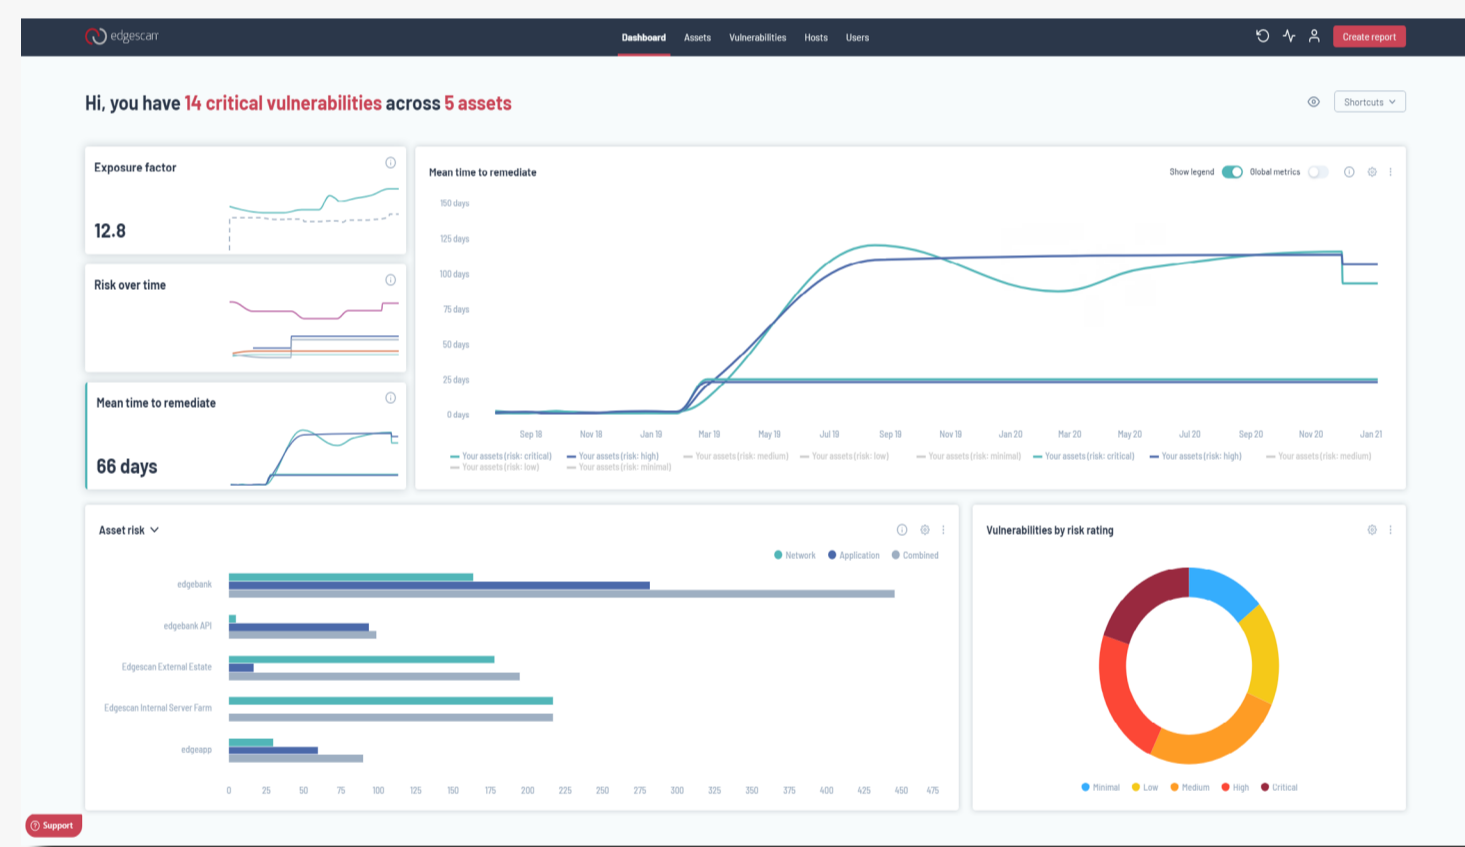 edgescan
Dashboard Assets Vulnerabilities Hosts Users
Create report
Hi, you have 14 critical vulnerabilities across 5 assets
Shortcuts
Exposure factor
12.8
Risk over time
Mean time to remediate
66 days
Mean time to remediate
Show legend Global metrics
150 days
125 days
100 days
75 days
50 days
25 days
0 days
Sep 18 Nov 18 Jan 19 Mar 19 May 19 Jul 19 Sep 19 Nov 19 Jan 20 Mar 20 May 20 Jul 20 Sep 20 Nov 20 Jan 21
Your assets (risk: critical) Your assets (risk: high) Your assets (risk: medium) Your assets (risk: low) Your assets (risk: minimal) Your assets (risk: critical) Your assets (risk: high) Your assets (risk: medium)
Your assets (risk: low) Your assets (risk: minimal)
Asset risk
Network Application Combined
edgebank
edgebank API
Edgescan External Estate
Edgescan Internal Server Farm
edgeapp
0 25 50 75 100 125 150 175 200 225 250 275 300 325 350 375 400 425 450 475
Vulnerabilities by risk rating
Minimal Low Medium High Critical
Support